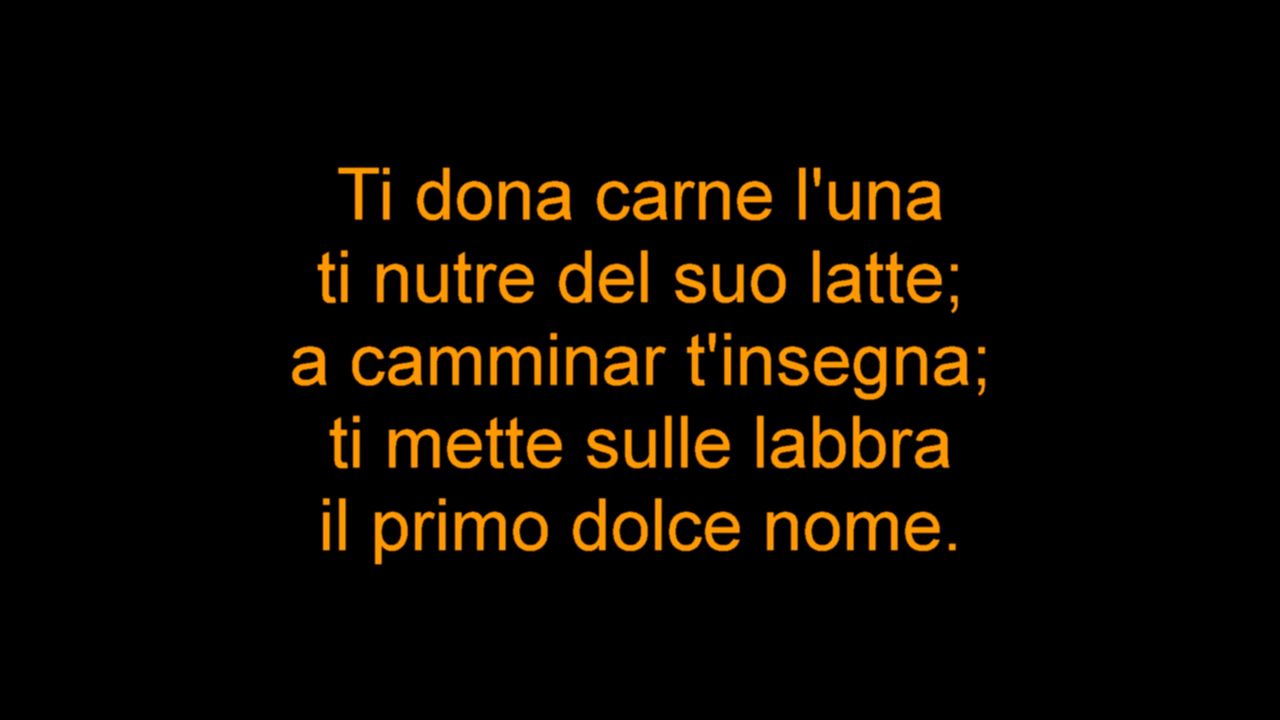 Ti dona carne l'una
ti nutre del suo latte;
a camminar t'insegna;
ti mette sulle labbra
il primo dolce nome.